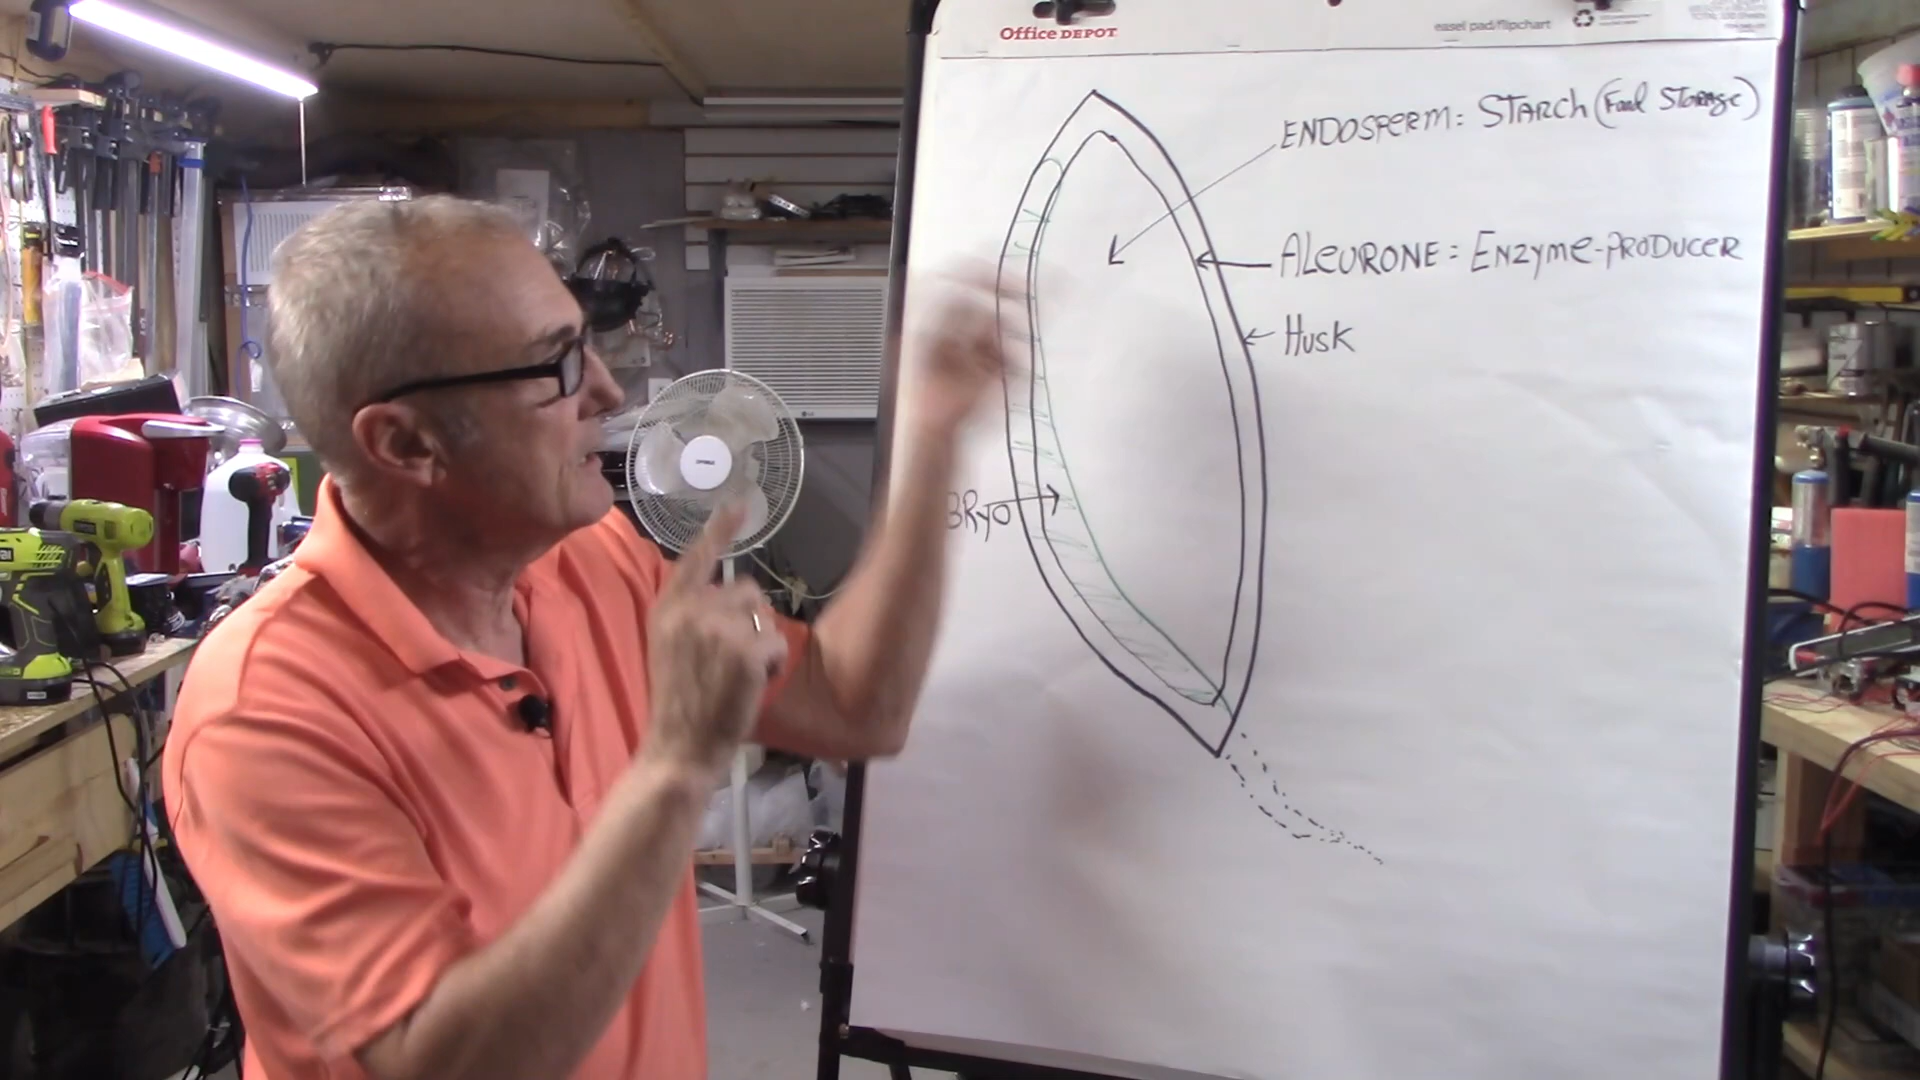 Office DEPOT
easel pad/flipchart
ENDOSPERM: STARCH (Food STORAGE)
ALEURONE = ENZYME-PRODUCER
HUSK
BRYO